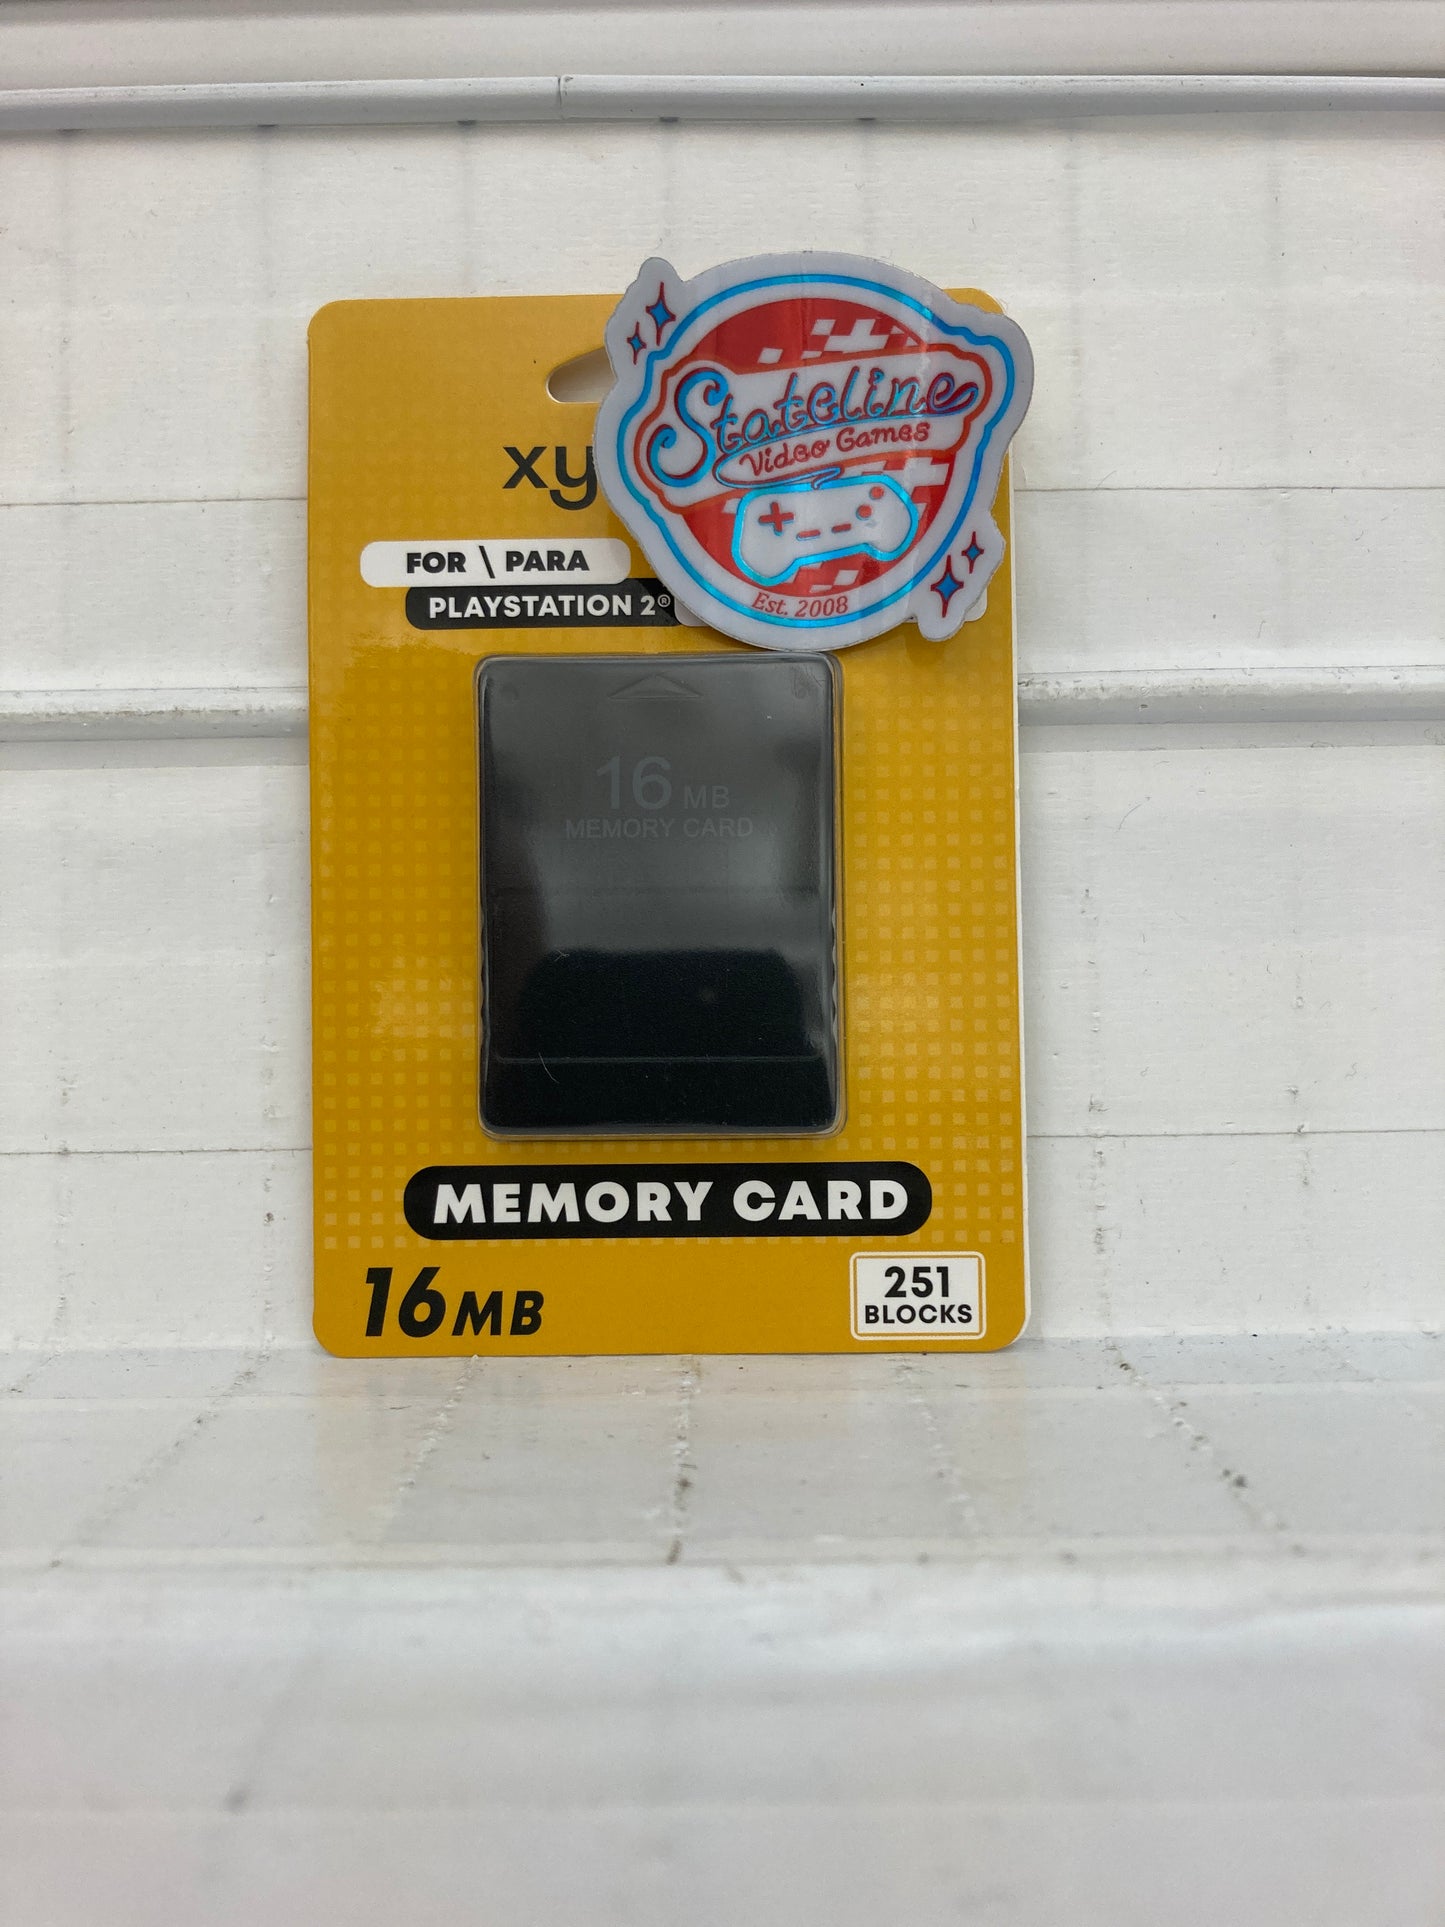 Stateline
Video Games
Est. 2008
xy
FOR \ PARA
PLAYSTATION 2®
16 MB
MEMORY CARD
MEMORY CARD
16MB
251
BLOCKS